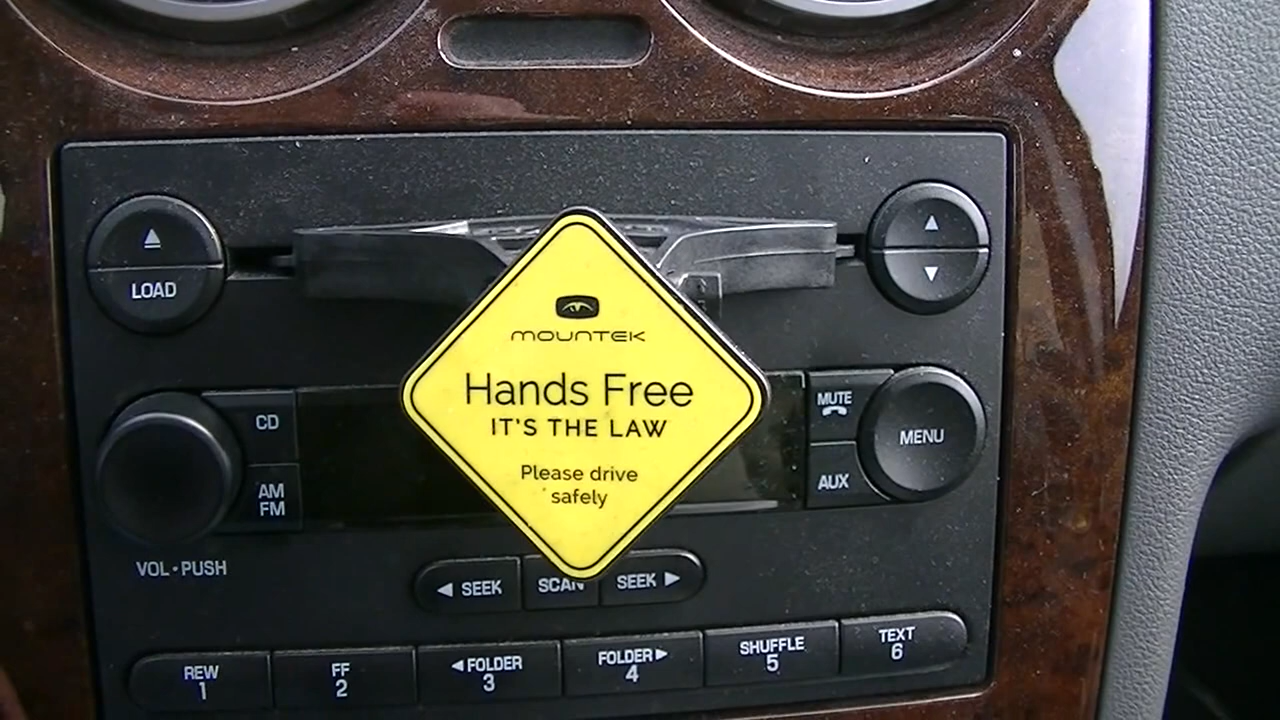 LOAD
MOUNTEK
Hands Free
IT'S THE LAW
Please drive
safely
CD
MUTE
MENU
AM
FM
AUX
VOL•PUSH
◄ SEEK
SCAN
SEEK ►
REW
1
FF
2
◄FOLDER
3
FOLDER►
4
SHUFFLE
5
TEXT
6